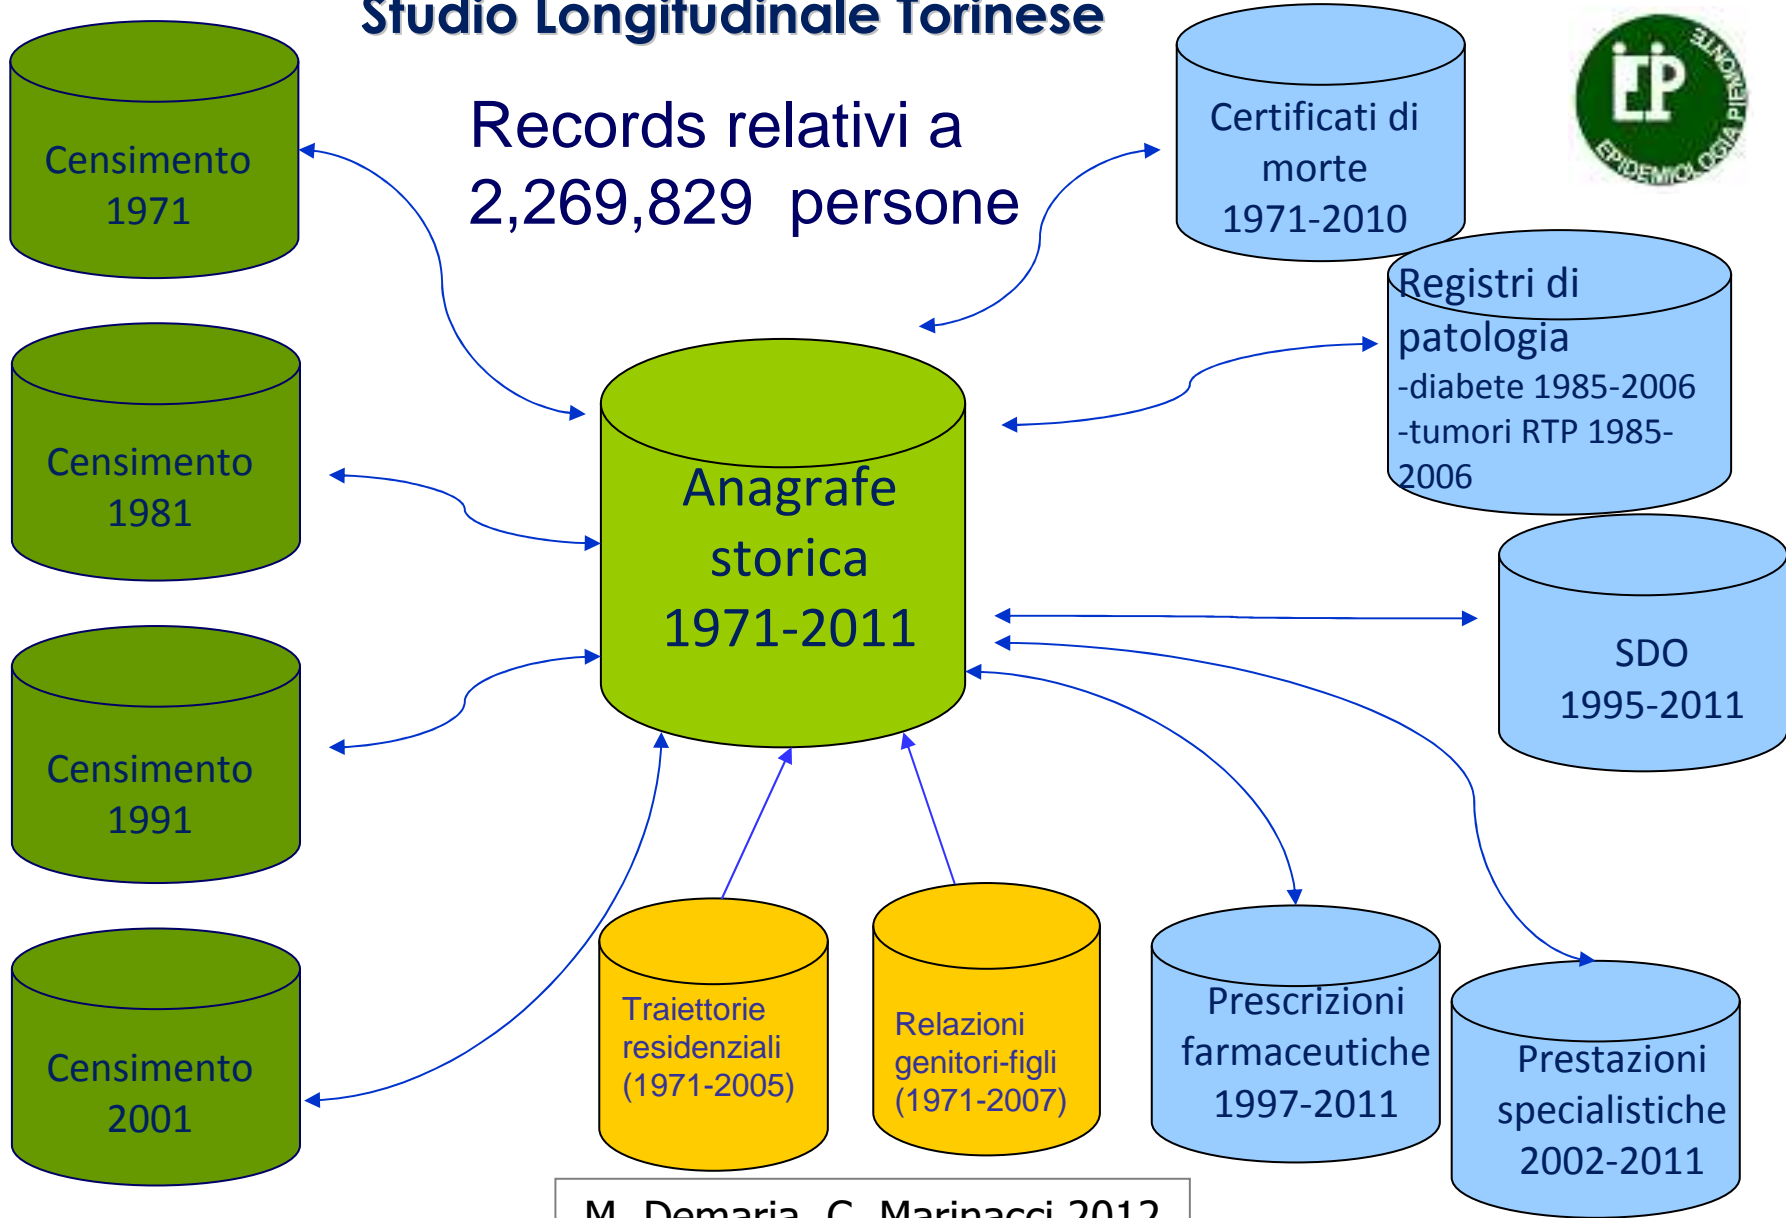 Studio Longitudinale Torinese
Records relativi a
2,269,829 persone
Censimento
1971
Censimento
1981
Censimento
1991
Censimento
2001
Anagrafe
storica
1971-2011
Traiettorie
residenziali
(1971-2005)
Relazioni
genitori-figli
(1971-2007)
Certificati di
morte
1971-2010
Registri di
patologia
-diabete 1985-2006
-tumori RTP 1985-
2006
SDO
1995-2011
Prescrizioni
farmaceutiche
1997-2011
Prestazioni
specialistiche
2002-2011
EP
EPIDEMIOLOGIA PIEMONTE
M. Demaria, C. Marinacci 2012